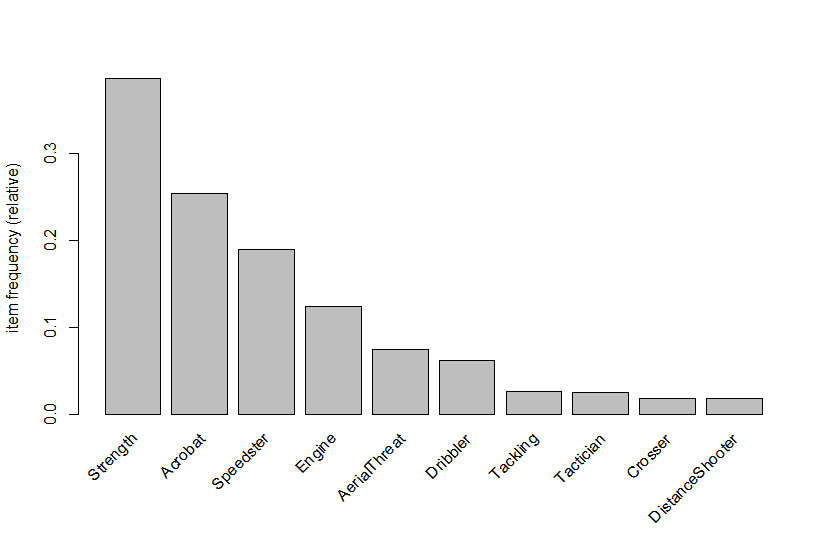 item frequency (relative)
0.3
0.2
0.1
0.0
Strength
Acrobat
Speedster
Engine
AerialThreat
Dribbler
Tackling
Tactician
Crosser
DistanceShooter